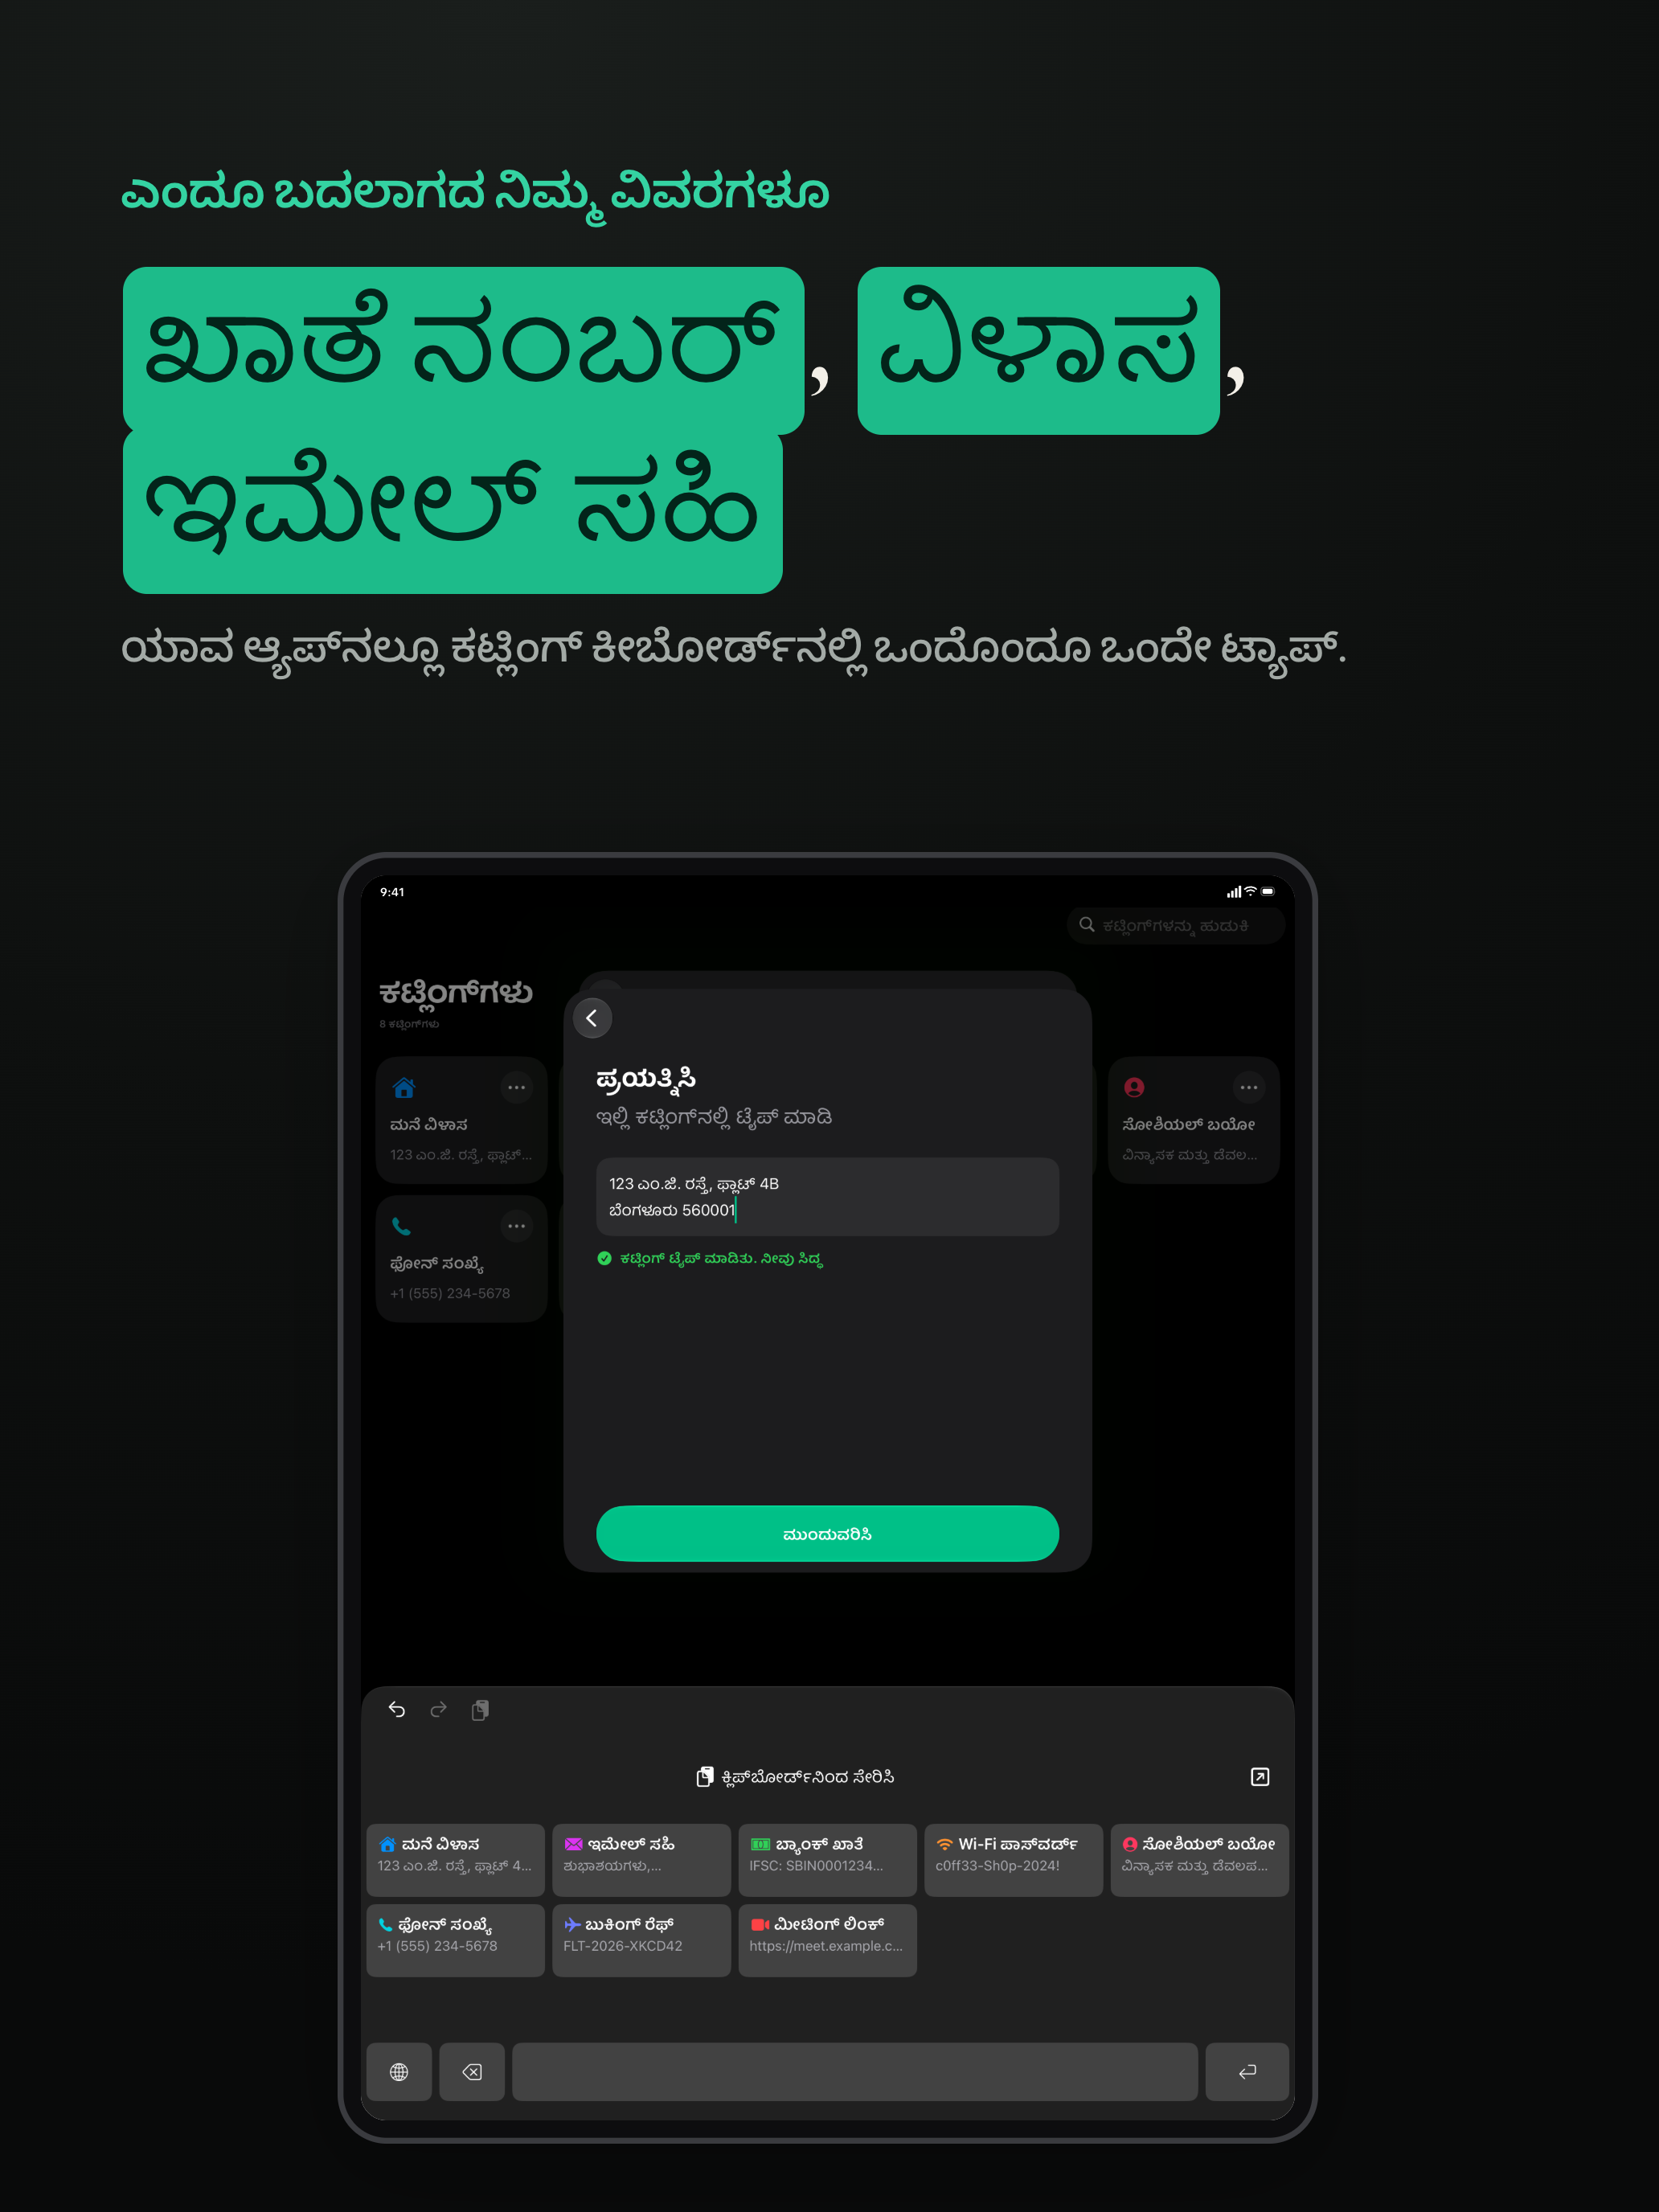 ಎಂದೂ ಬದಲಾಗದ ನಿಮ್ಮ ವಿವರಗಳೂ
ಖಾತೆ ನಂಬರ್, ವಿಳಾಸ,
ಇಮೇಲ್ ಸಹಿ
ಯಾವ ಆ್ಯಪ್‌ನಲ್ಲೂ ಕಟ್ಲಿಂಗ್ ಕೀಬೋರ್ಡ್‌ನಲ್ಲಿ ಒಂದೊಂದೂ ಒಂದೇ ಟ್ಯಾಪ್.
9:41
ಕಟ್ಲಿಂಗ್‌ಗಳನ್ನು ಹುಡುಕಿ
ಕಟ್ಲಿಂಗ್‌ಗಳು
8 ಕಟ್ಲಿಂಗ್‌ಗಳು
ಮನೆ ವಿಳಾಸ
123 ಎಂ.ಜಿ. ರಸ್ತೆ, ಫ್ಲಾಟ್...
ಸೋಶಿಯಲ್ ಬಯೋ
ವಿನ್ಯಾಸಕ ಮತ್ತು ಡೆವಲ...
ಫೋನ್ ಸಂಖ್ಯೆ
+1 (555) 234-5678
ಪ್ರಯತ್ನಿಸಿ
ಇಲ್ಲಿ ಕಟ್ಲಿಂಗ್‌ನಲ್ಲಿ ಟೈಪ್ ಮಾಡಿ
123 ಎಂ.ಜಿ. ರಸ್ತೆ, ಫ್ಲಾಟ್ 4B
ಬೆಂಗಳೂರು 560001
ಕಟ್ಲಿಂಗ್ ಟೈಪ್ ಮಾಡಿತು. ನೀವು ಸಿದ್ಧ
ಮುಂದುವರಿಸಿ
ಕ್ಲಿಪ್‌ಬೋರ್ಡ್‌ನಿಂದ ಸೇರಿಸಿ
ಮನೆ ವಿಳಾಸ
123 ಎಂ.ಜಿ. ರಸ್ತೆ, ಫ್ಲಾಟ್ 4...
ಇಮೇಲ್ ಸಹಿ
ಶುಭಾಶಯಗಳು,...
ಬ್ಯಾಂಕ್ ಖಾತೆ
IFSC: SBIN0001234...
Wi-Fi ಪಾಸ್‌ವರ್ಡ್
c0ff33-Sh0p-2024!
ಸೋಶಿಯಲ್ ಬಯೋ
ವಿನ್ಯಾಸಕ ಮತ್ತು ಡೆವಲಪ...
ಫೋನ್ ಸಂಖ್ಯೆ
+1 (555) 234-5678
ಬುಕಿಂಗ್ ರೆಫ್
FLT-2026-XKCD42
ಮೀಟಿಂಗ್ ಲಿಂಕ್
https://meet.example.c...